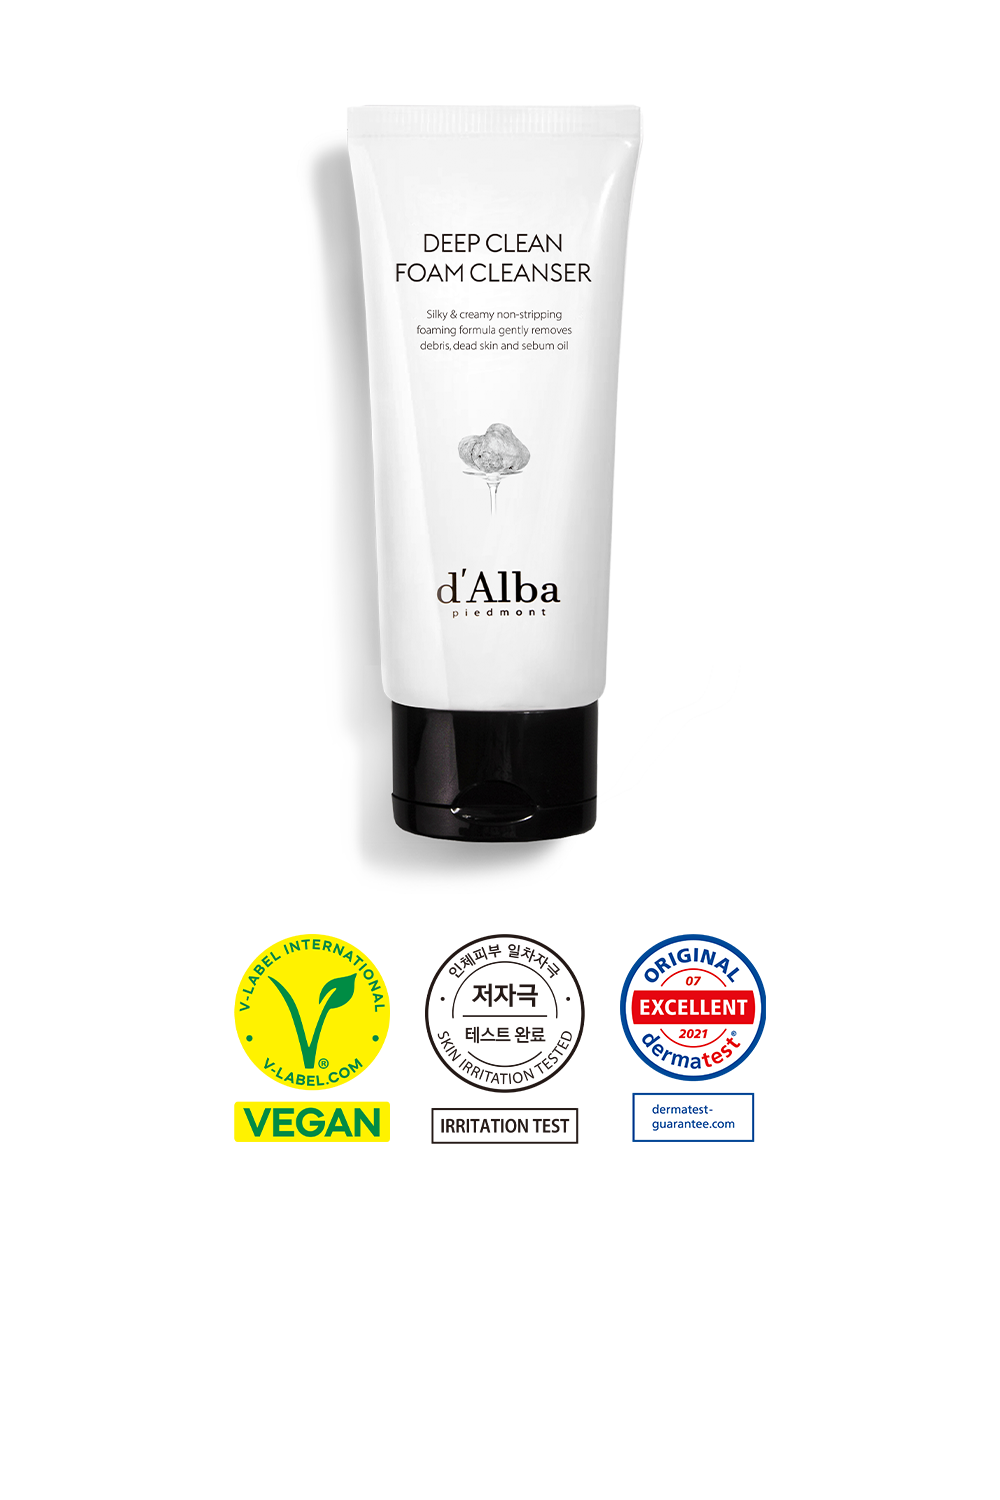 DEEP CLEAN
FOAM CLEANSER
Silky & creamy non-stripping
foaming formula gently removes
debris, dead skin and sebum oil
d'Alba
piedmont
V-LABEL INTERNATIONAL
®
V-LABEL.COM
VEGAN
인체피부 일차자극
저자극
테스트 완료
SKIN IRRITATION TESTED
IRRITATION TEST
ORIGINAL
07
EXCELLENT
2021
dermatest®
dermatest-
guarantee.com